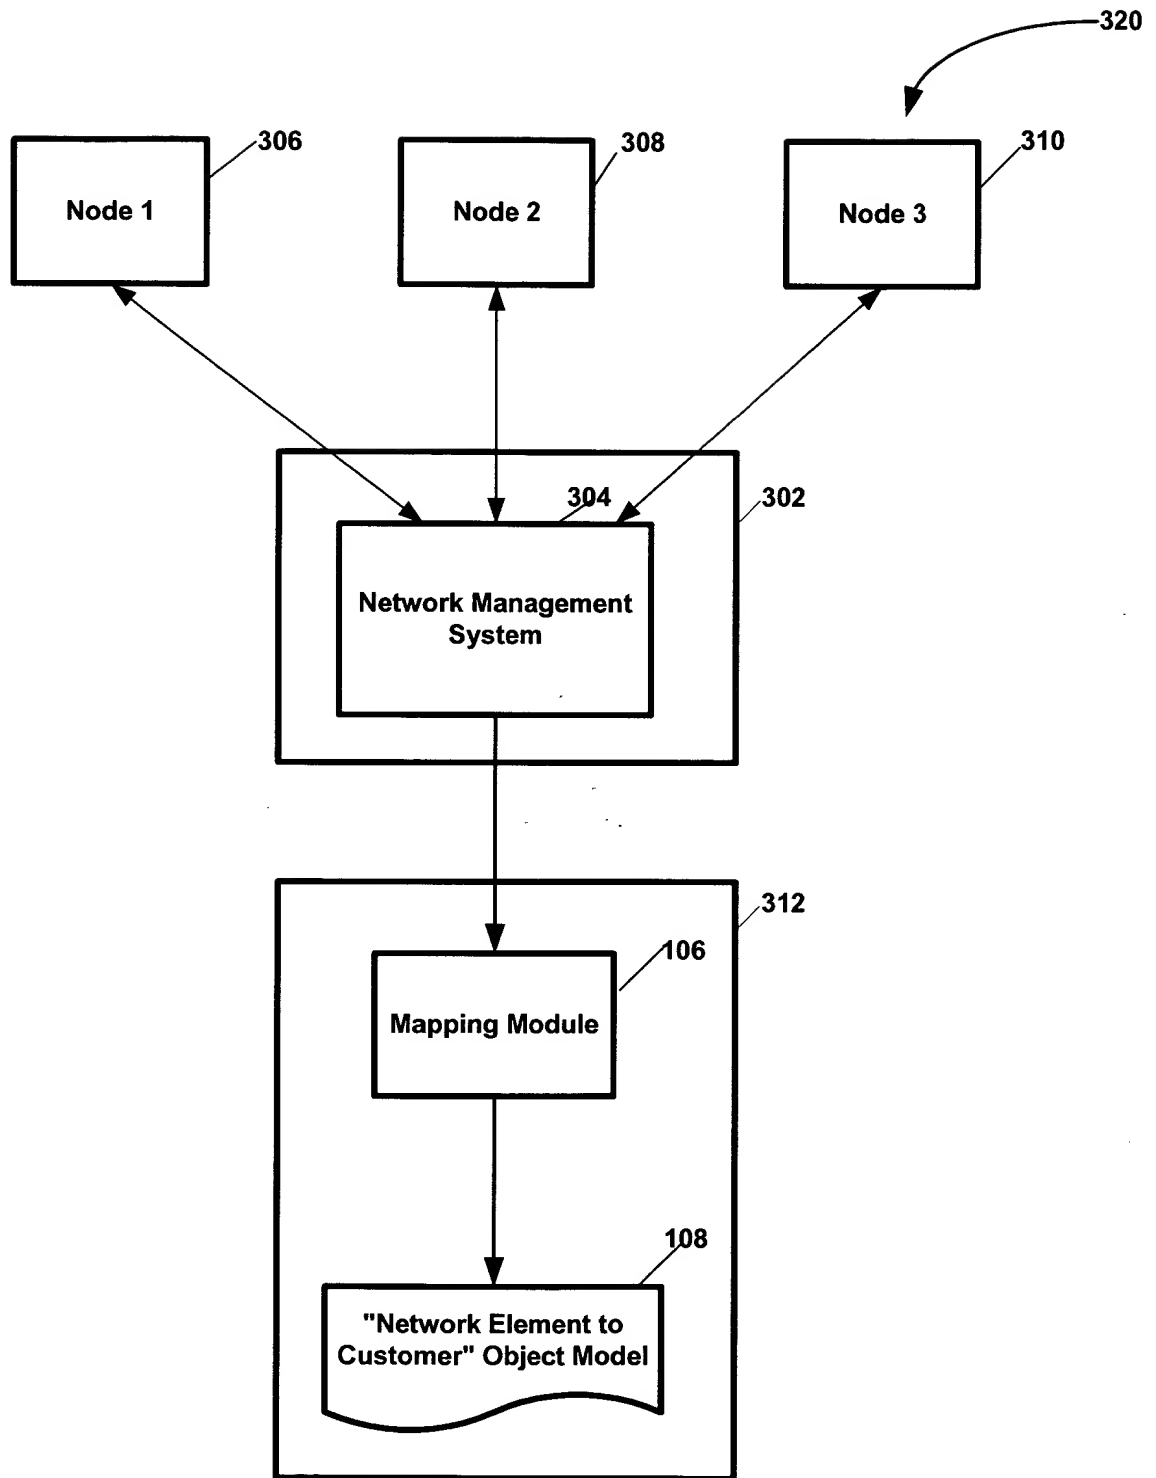 320
306
308
310
Node 1
Node 2
Node 3
304
302
Network Management
System
312
106
Mapping Module
108
"Network Element to
Customer" Object Model